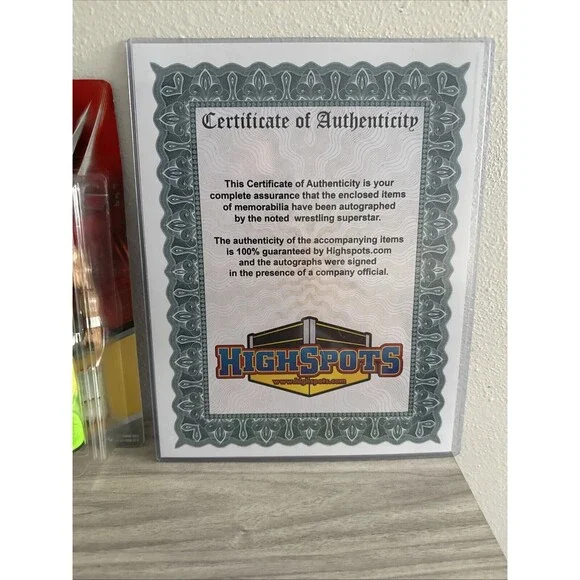 Certificate of Authenticity
This Certificate of Authenticity is your
complete assurance that the enclosed items
of memorabilia have been autographed
by the noted wrestling superstar.
The authenticity of the accompanying items
is 100% guaranteed by Highspots.com
and the autographs were signed
in the presence of a company official.
HIGHSPOTS
www.highspots.com